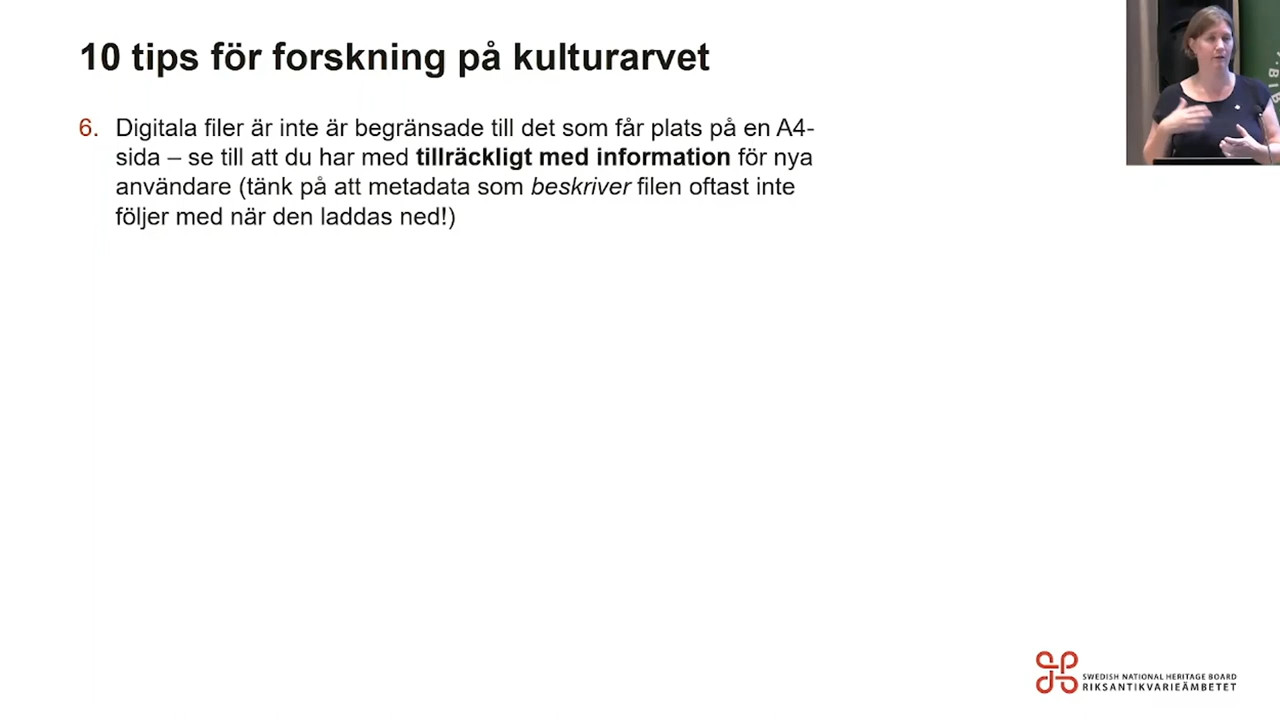 10 tips för forskning på kulturarvet
6. Digitala filer är inte är begränsade till det som får plats på en A4-
sida – se till att du har med tillräckligt med information för nya
användare (tänk på att metadata som beskriver filen oftast inte
följer med när den laddas ned!)
SWEDISH NATIONAL HERITAGE BOARD
RIKSANTIKVARIEÄMBETET